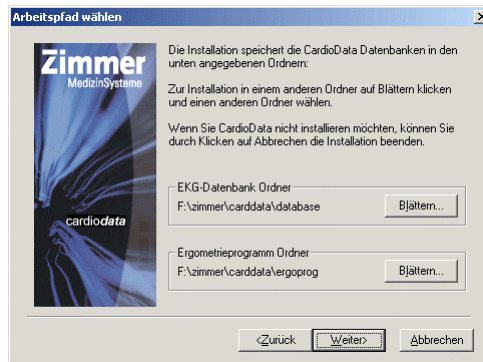 Arbeitspfad wählen
Zimmer
MedizinSysteme
cardiodata
Die Installation speichert die CardioData Datenbanken in den
unten angegebenen Ordnern:
Zur Installation in einem anderen Ordner auf Blättern klicken
und einen anderen Ordner wählen.
Wenn Sie CardioData nicht installieren möchten, können Sie
durch Klicken auf Abbrechen die Installation beenden.
EKG-Datenbank Ordner
F:\zimmer\carddata\database
Blättern...
Ergometrieprogramm Ordner
F:\zimmer\carddata\ergoprog
Blättern...
<Zurück
Weiter>
Abbrechen